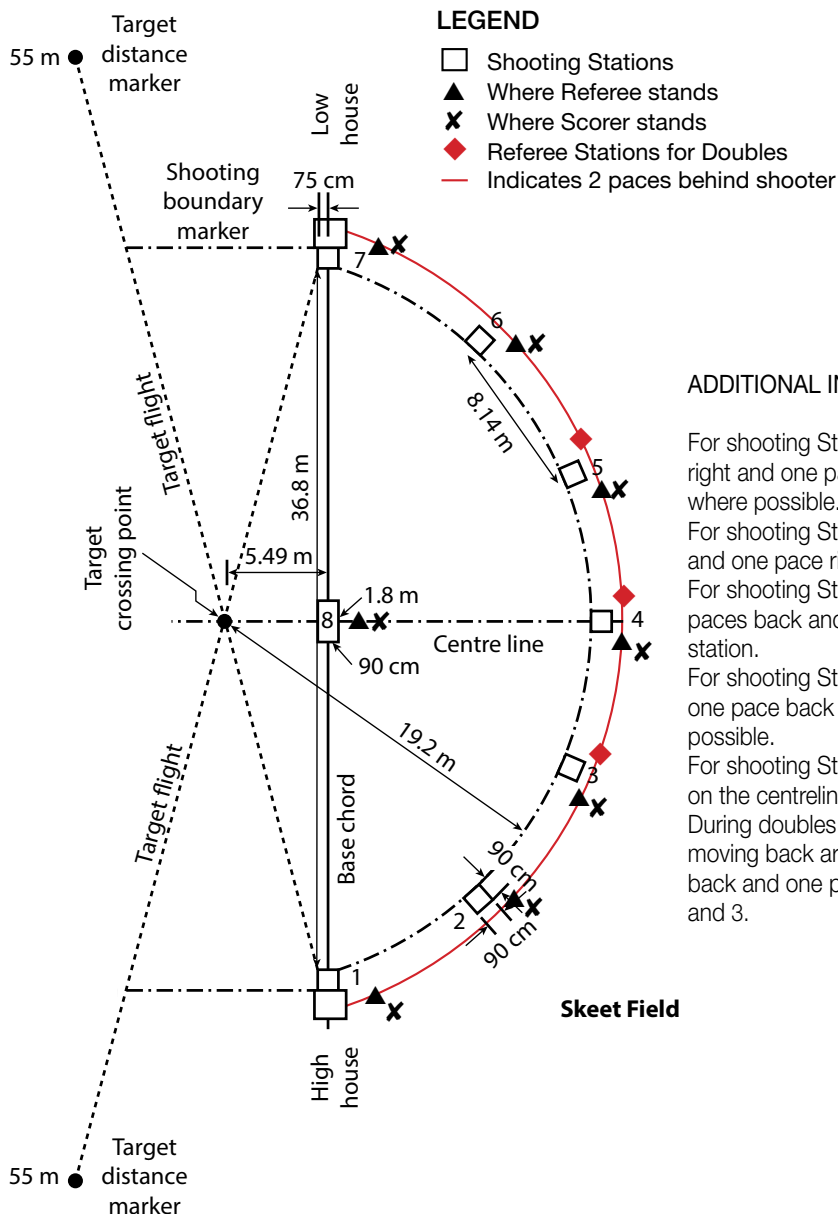 LEGEND
Shooting Stations
Where Referee stands
Where Scorer stands
Referee Stations for Doubles
Indicates 2 paces behind shooter
55 m
Target
distance
marker
Low
house
75 cm
Shooting
boundary
marker
7
6
8.14 m
5
Target flight
36.8 m
Target
crossing point
5.49 m
8
1.8 m
90 cm
Centre line
4
19.2 m
3
Target flight
Base chord
90 cm
2
90 cm
1
Skeet Field
High
house
55 m
Target
distance
marker
ADDITIONAL IN
For shooting St
right and one pa
where possible.
For shooting St
and one pace ri
For shooting St
paces back and
station.
For shooting St
one pace back
possible.
For shooting St
on the centrelin
During doubles
moving back an
back and one p
and 3.